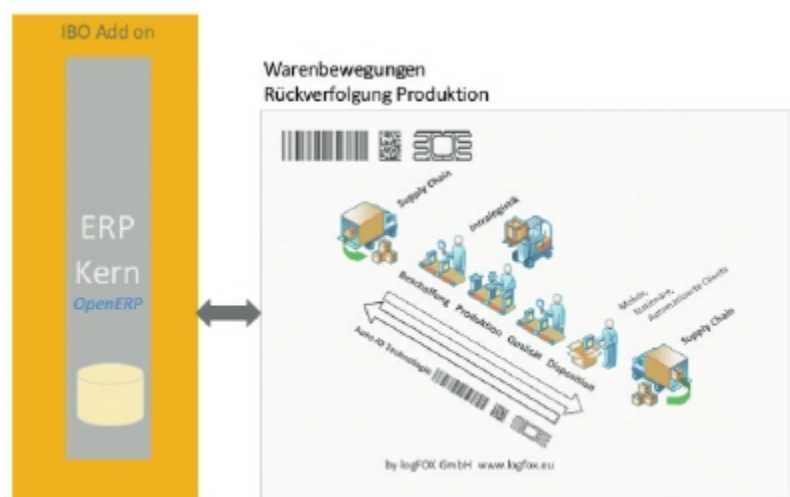 IBO Add on
ERP
Kern
OpenERP
Warenbewegungen
Rückverfolgung Produktion
Supply Chain
Intralogistik
Beschaffung Produktion Qualität Disposition
Mobile,
Stationäre,
Automatisierte Clients
Supply Chain
Auto-ID Technologie
by logFOX GmbH www.logfox.eu